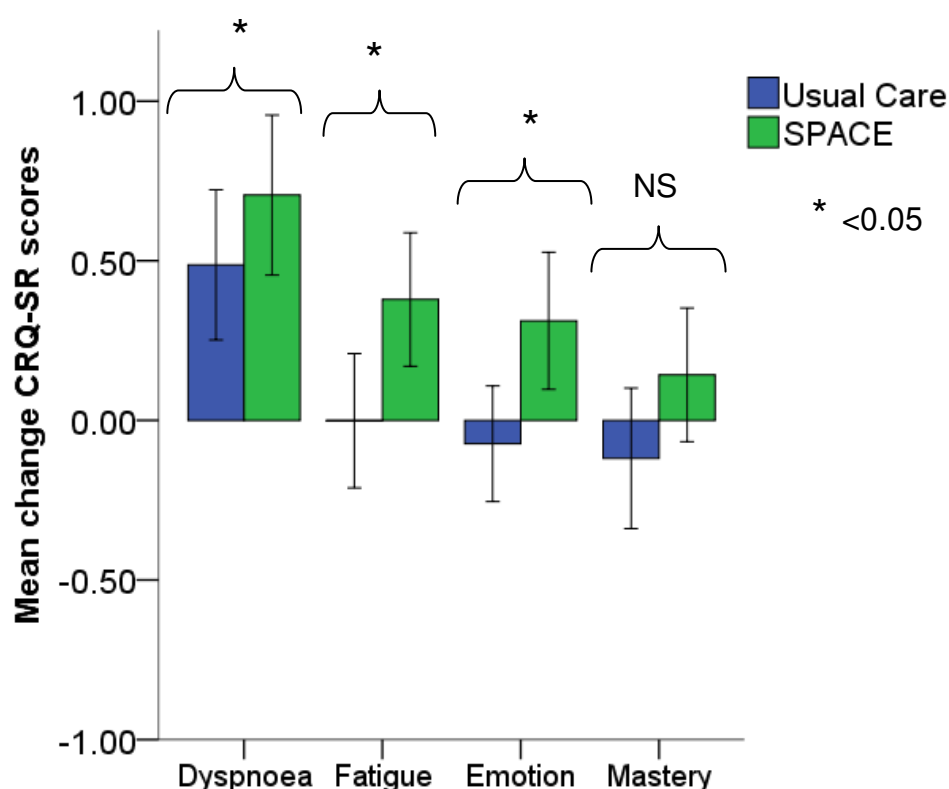 *
*
*
NS
Usual Care
SPACE
* <0.05
Mean change CRQ-SR scores
1.00
0.50
0.00
-0.50
-1.00
Dyspnoea Fatigue Emotion Mastery